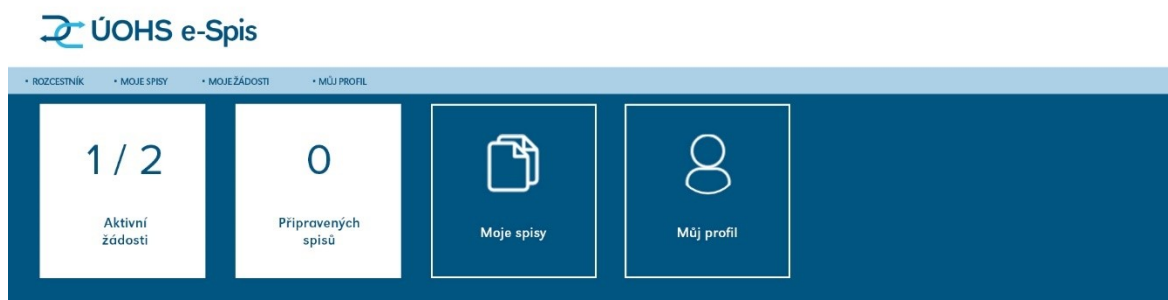 ÚOHS e-Spis
• ROZCESTNÍK • MOJE SPISY • MOJE ŽÁDOSTI • MŮJ PROFIL
1 / 2
Aktivní
žádosti
0
Připravených
spisů
Moje spisy
Můj profil